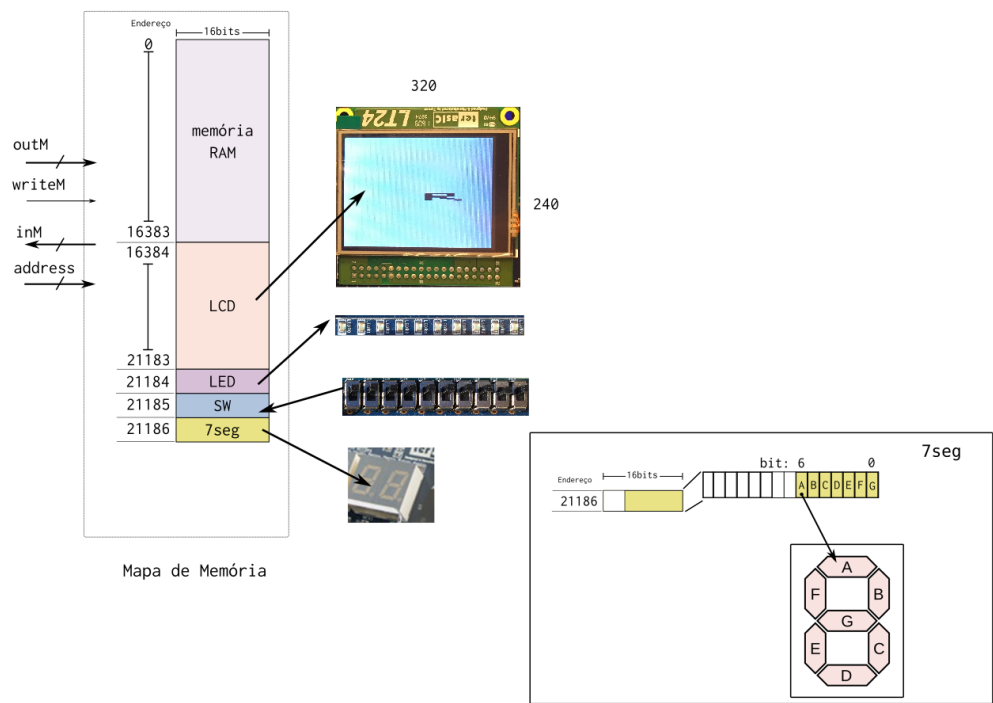 Endereço
16bits
0
memória
RAM
outM
writeM
inM
address
16383
16384
LCD
21183
21184
LED
21185
SW
21186
7seg
Mapa de Memória
320
LT24
terasIC
240
7seg
bit: 6
0
Endereço
16bits
21186
A B C D E F G
A
F
B
G
E
C
D